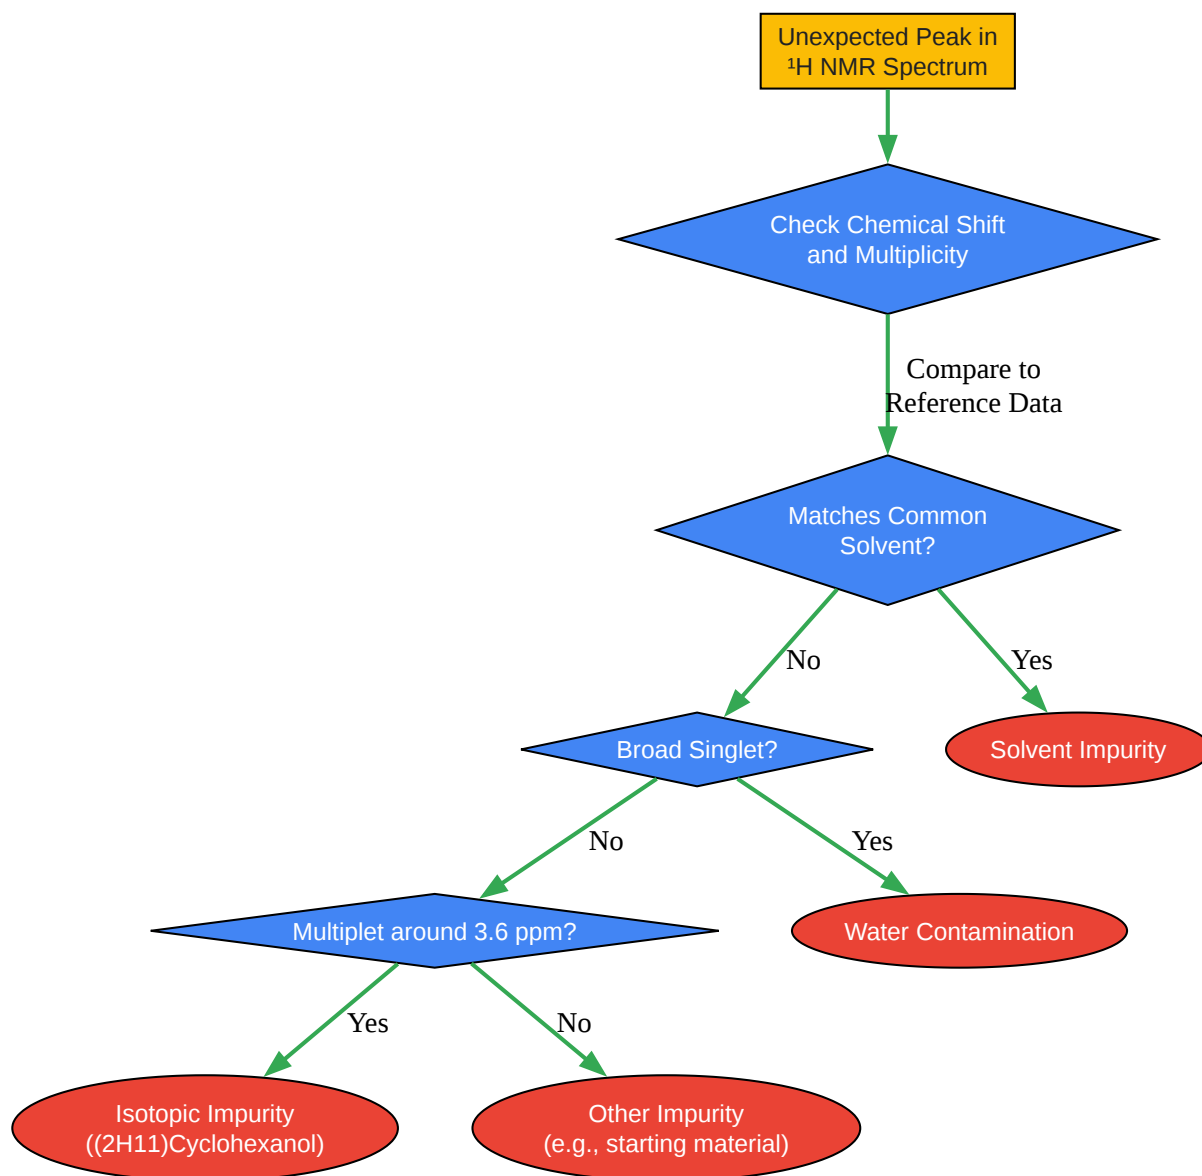 Unexpected Peak in
¹H NMR Spectrum
Check Chemical Shift
and Multiplicity
Compare to
Reference Data
Matches Common
Solvent?
No
Yes
Broad Singlet?
Solvent Impurity
No
Yes
Multiplet around 3.6 ppm?
Water Contamination
Yes
No
Isotopic Impurity
((2H11)Cyclohexanol)
Other Impurity
(e.g., starting material)